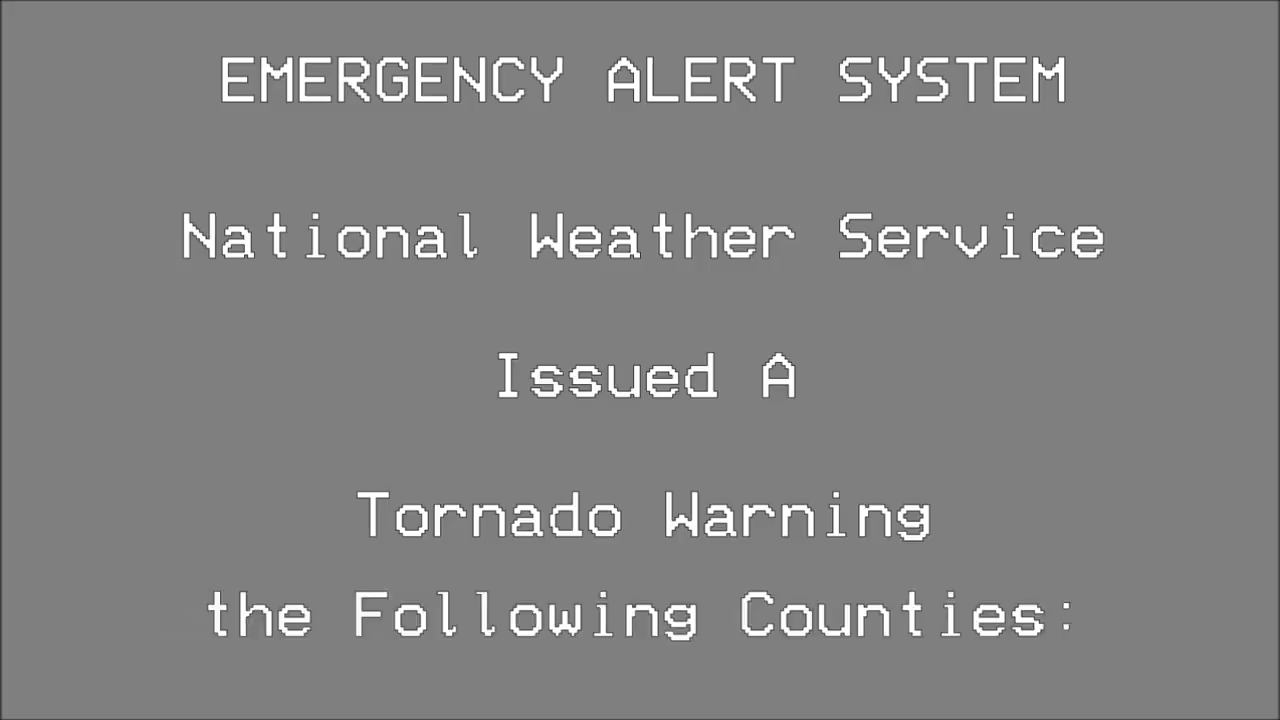 EMERGENCY ALERT SYSTEM
National Weather Service
Issued A
Tornado Warning
the Following Counties: